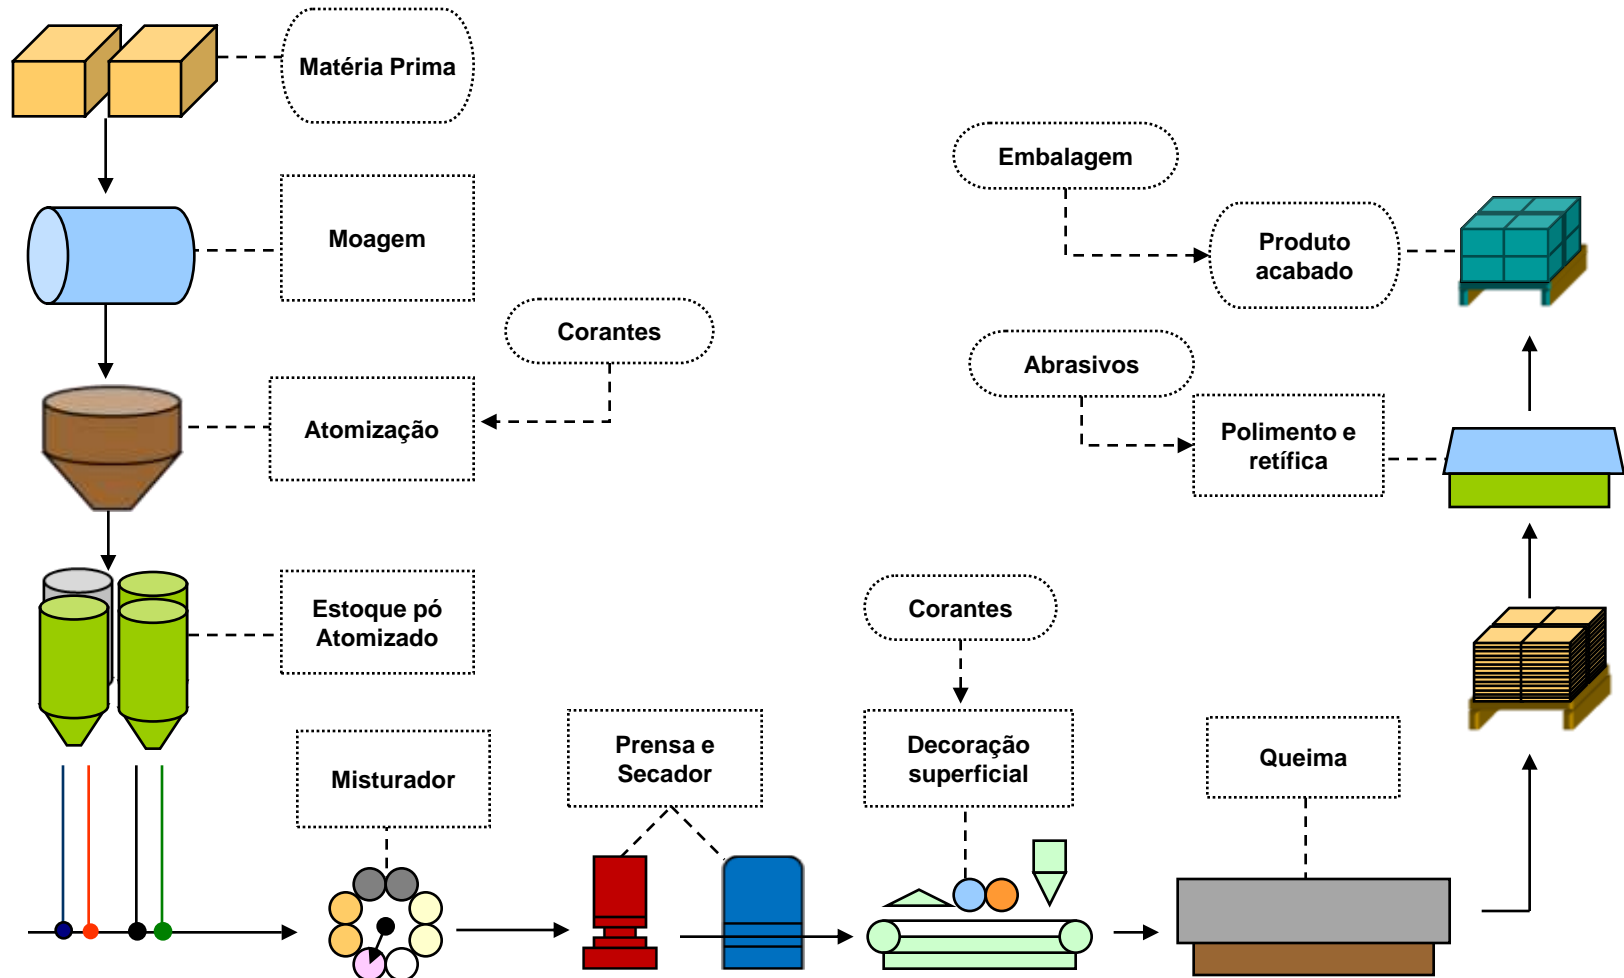 Matéria Prima
Moagem
Corantes
Atomização
Estoque pó
Atomizado
Misturador
Prensa e
Secador
Corantes
Decoração
superficial
Queima
Abrasivos
Polimento e
retífica
Embalagem
Produto
acabado